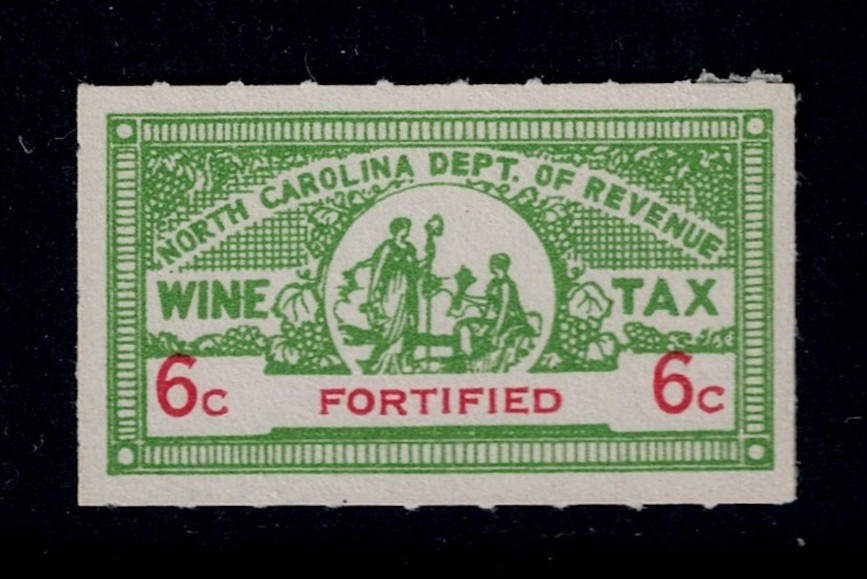 NORTH CAROLINA DEPT. OF REVENUE
WINE TAX
6c FORTIFIED 6c